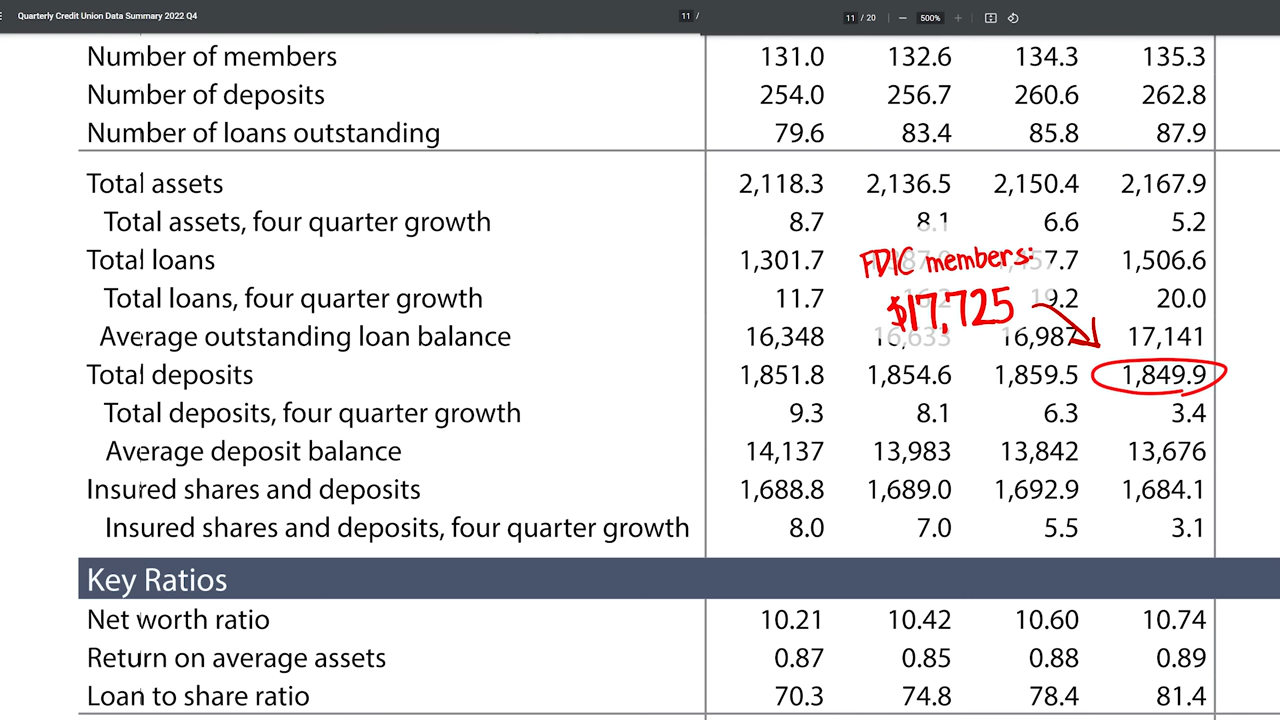 Quarterly Credit Union Data Summary 2022 Q4 11 / 11 / 20 — 500% +
Number of members 131.0 132.6 134.3 135.3
Number of deposits 254.0 256.7 260.6 262.8
Number of loans outstanding 79.6 83.4 85.8 87.9
Total assets 2,118.3 2,136.5 2,150.4 2,167.9
Total assets, four quarter growth 8.7 8.1 6.6 5.2
Total loans 1,301.7 7.7 1,506.6
FDIC members:
Total loans, four quarter growth 11.7 9.2 20.0
$17,725
Average outstanding loan balance 16,348 16,633 16,987 17,141
Total deposits 1,851.8 1,854.6 1,859.5 1,849.9
Total deposits, four quarter growth 9.3 8.1 6.3 3.4
Average deposit balance 14,137 13,983 13,842 13,676
Insured shares and deposits 1,688.8 1,689.0 1,692.9 1,684.1
Insured shares and deposits, four quarter growth 8.0 7.0 5.5 3.1
Key Ratios
Net worth ratio 10.21 10.42 10.60 10.74
Return on average assets 0.87 0.85 0.88 0.89
Loan to share ratio 70.3 74.8 78.4 81.4